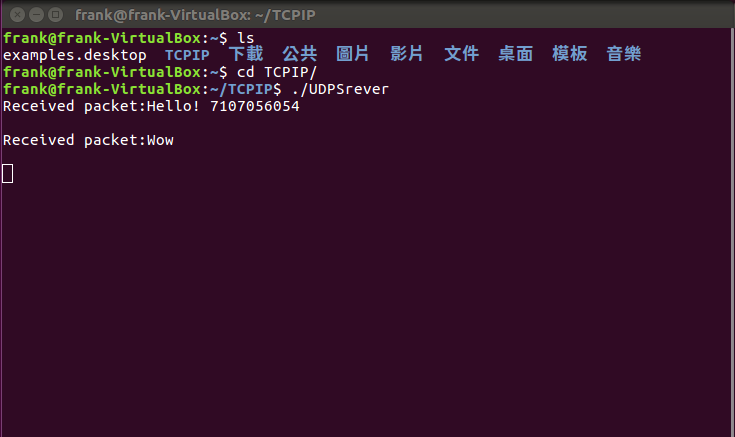 frank@frank-VirtualBox: ~/TCPIP
frank@frank-VirtualBox:~$ ls
examples.desktop TCPIP 下載 公共 圖片 影片 文件 桌面 模板 音樂
frank@frank-VirtualBox:~$ cd TCPIP/
frank@frank-VirtualBox:~/TCPIP$ ./UDPSrever
Received packet:Hello! 7107056054
Received packet:Wow